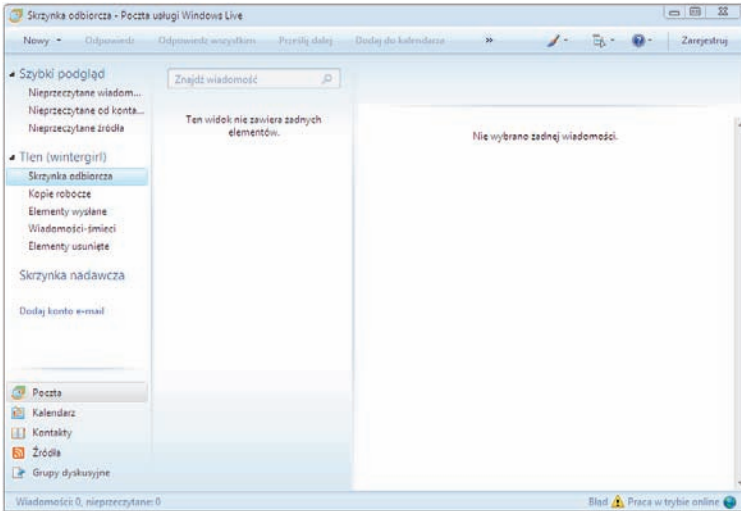 Skrzynka odbiorcza - Poczta usługi Windows Live
Nowy Odpowiedz Odpowiedz wszystkim Prześlij dalej Dodaj do kalendarza » Zarejestruj
Szybki podgląd
Nieprzeczytane wiadom...
Nieprzeczytane od konta...
Nieprzeczytane źródła
Tlen (wintergirl)
Skrzynka odbiorcza
Kopie robocze
Elementy wysłane
Wiadomości-śmieci
Elementy usunięte
Skrzynka nadawcza
Dodaj konto e-mail
Poczta
Kalendarz
Kontakty
Źródła
Grupy dyskusyjne
Znajdź wiadomość
Ten widok nie zawiera żadnych
elementów.
Nie wybrano żadnej wiadomości.
Wiadomości: 0, nieprzeczytane: 0
Błąd Praca w trybie online